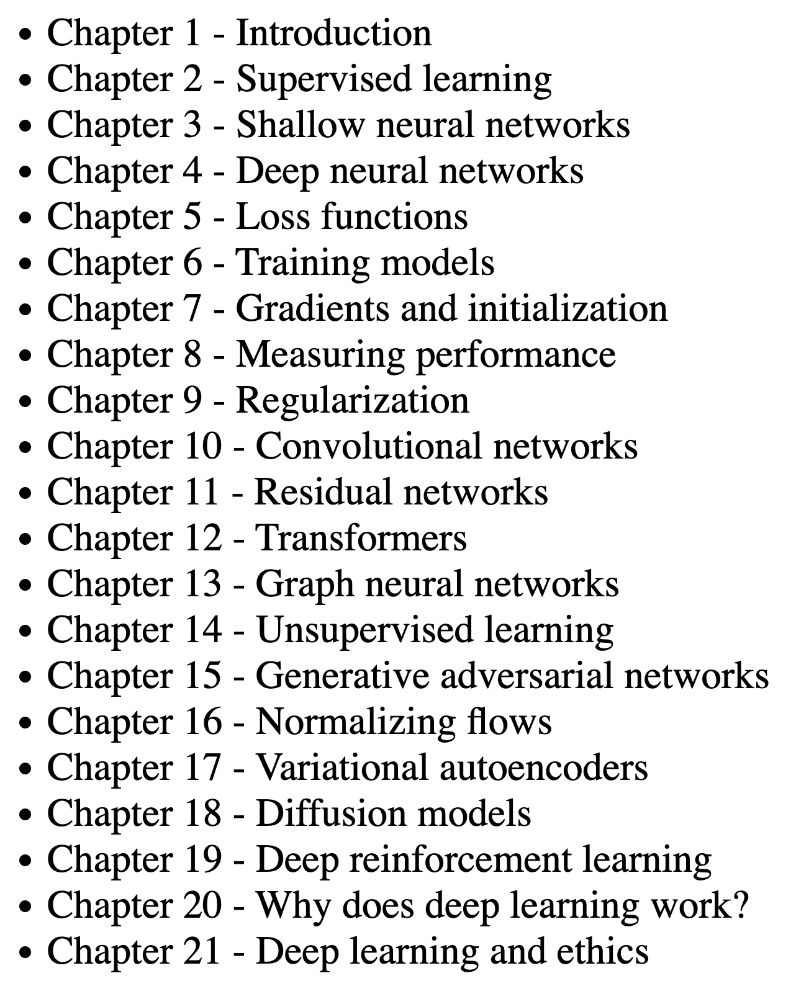 • Chapter 1 - Introduction
• Chapter 2 - Supervised learning
• Chapter 3 - Shallow neural networks
• Chapter 4 - Deep neural networks
• Chapter 5 - Loss functions
• Chapter 6 - Training models
• Chapter 7 - Gradients and initialization
• Chapter 8 - Measuring performance
• Chapter 9 - Regularization
• Chapter 10 - Convolutional networks
• Chapter 11 - Residual networks
• Chapter 12 - Transformers
• Chapter 13 - Graph neural networks
• Chapter 14 - Unsupervised learning
• Chapter 15 - Generative adversarial networks
• Chapter 16 - Normalizing flows
• Chapter 17 - Variational autoencoders
• Chapter 18 - Diffusion models
• Chapter 19 - Deep reinforcement learning
• Chapter 20 - Why does deep learning work?
• Chapter 21 - Deep learning and ethics